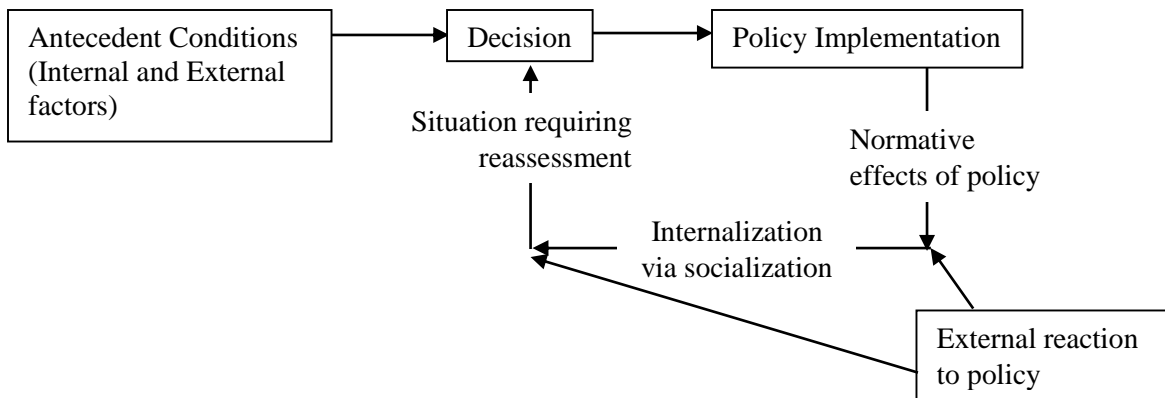 Antecedent Conditions
(Internal and External
factors)
Decision
Policy Implementation
Situation requiring
reassessment
Normative
effects of policy
Internalization
via socialization
External reaction
to policy